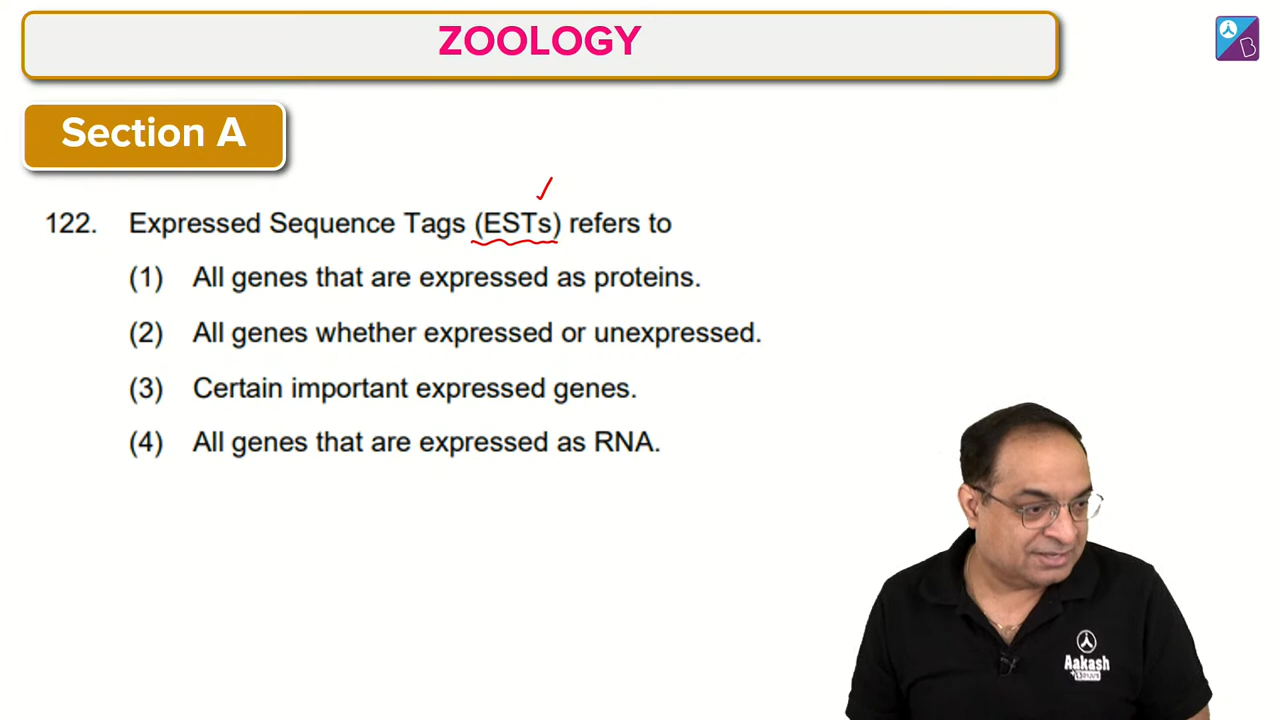 ZOOLOGY
Section A
122. Expressed Sequence Tags (ESTs) refers to
(1) All genes that are expressed as proteins.
(2) All genes whether expressed or unexpressed.
(3) Certain important expressed genes.
(4) All genes that are expressed as RNA.
B
Aakash